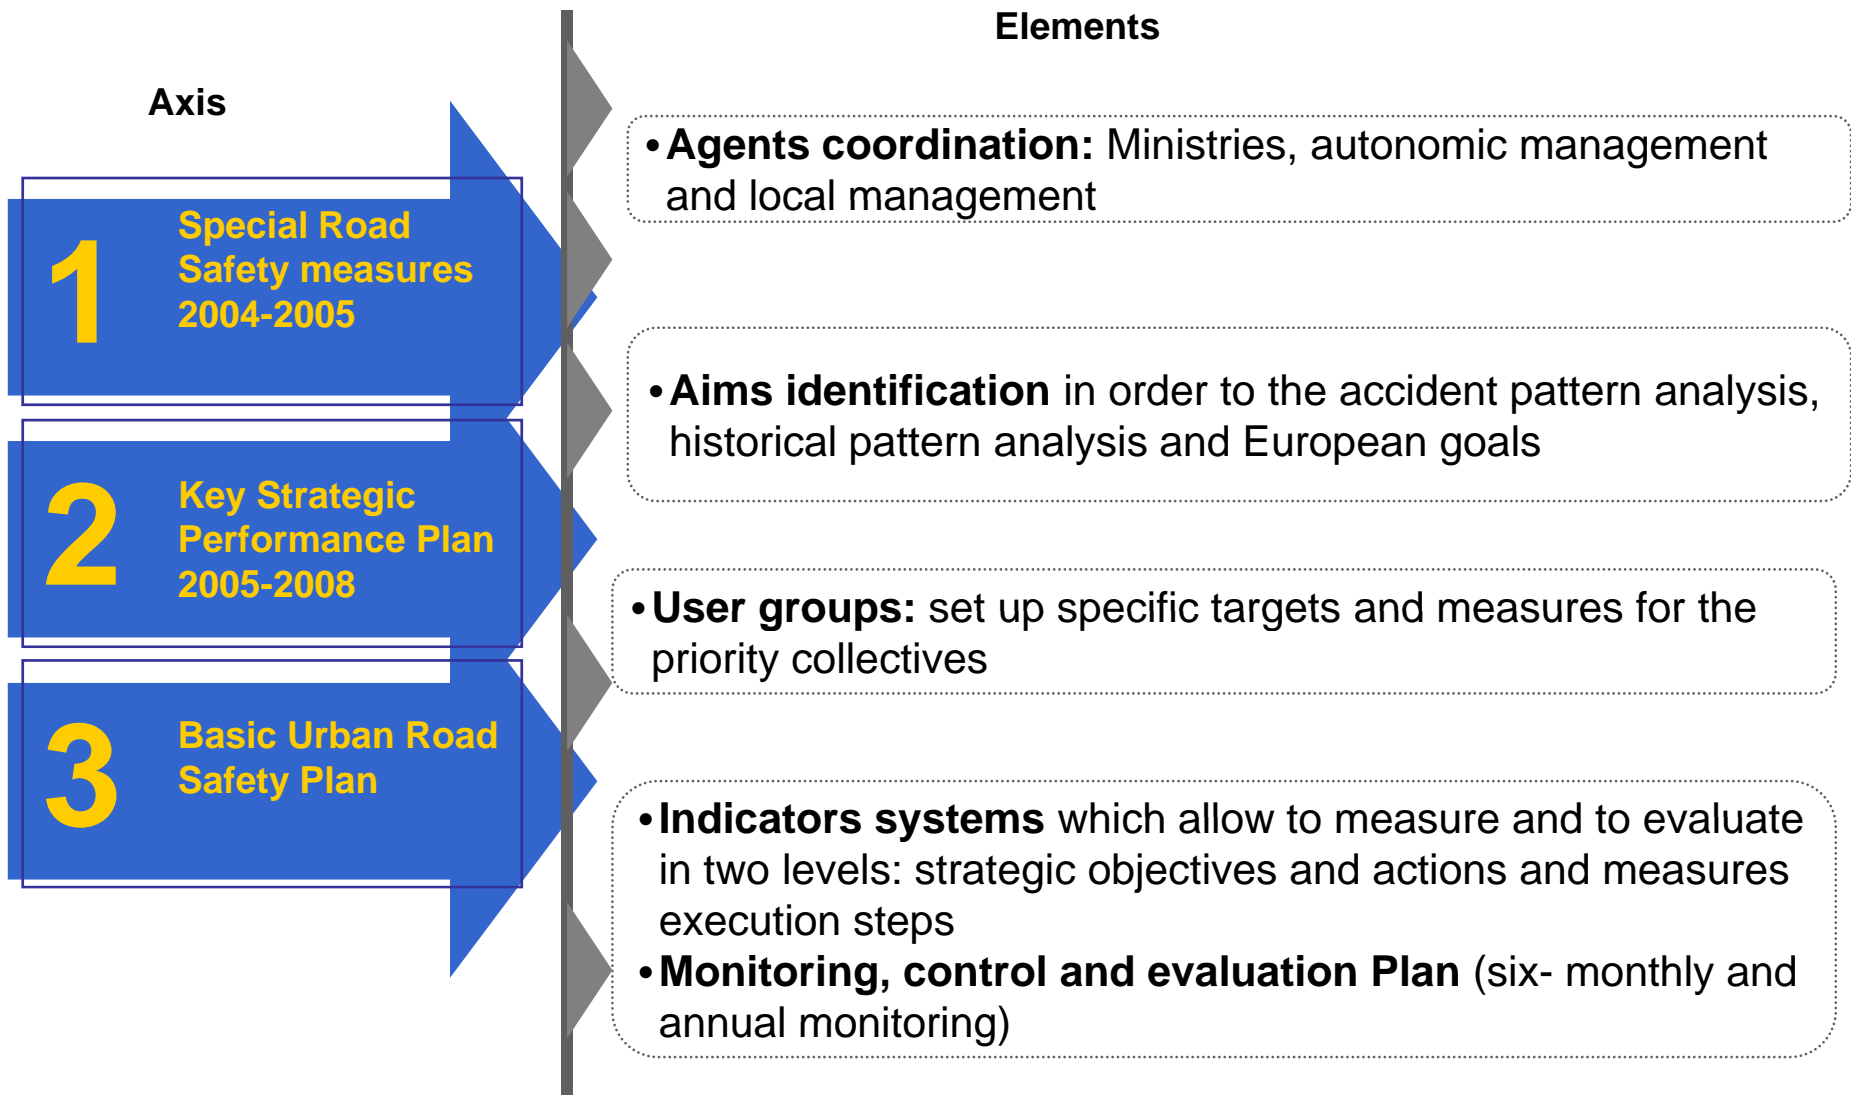 Elements
Axis
1
Special Road
Safety measures
2004-2005
2
Key Strategic
Performance Plan
2005-2008
3
Basic Urban Road
Safety Plan
•Agents coordination: Ministries, autonomic management
and local management
•Aims identification in order to the accident pattern analysis,
historical pattern analysis and European goals
•User groups: set up specific targets and measures for the
priority collectives
•Indicators systems which allow to measure and to evaluate
in two levels: strategic objectives and actions and measures
execution steps
•Monitoring, control and evaluation Plan (six- monthly and
annual monitoring)